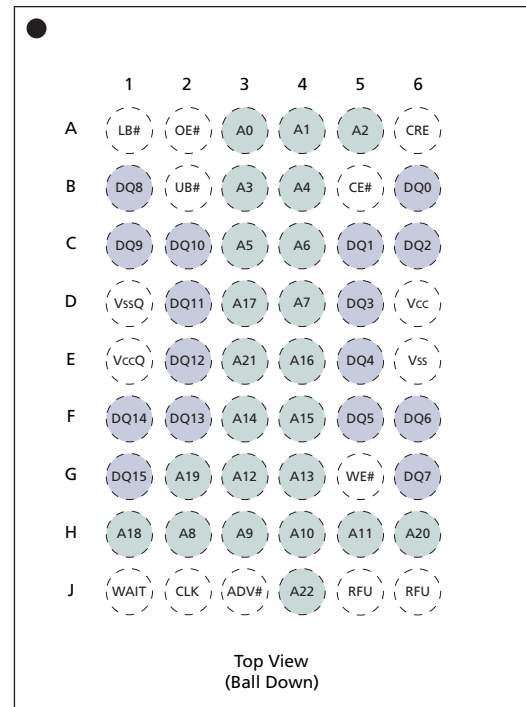 1 2 3 4 5 6
A LB# OE# A0 A1 A2 CRE
B DQ8 UB# A3 A4 CE# DQ0
C DQ9 DQ10 A5 A6 DQ1 DQ2
D VssQ DQ11 A17 A7 DQ3 Vcc
E VccQ DQ12 A21 A16 DQ4 Vss
F DQ14 DQ13 A14 A15 DQ5 DQ6
G DQ15 A19 A12 A13 WE# DQ7
H A18 A8 A9 A10 A11 A20
J WAIT CLK ADV# A22 RFU RFU
Top View
(Ball Down)